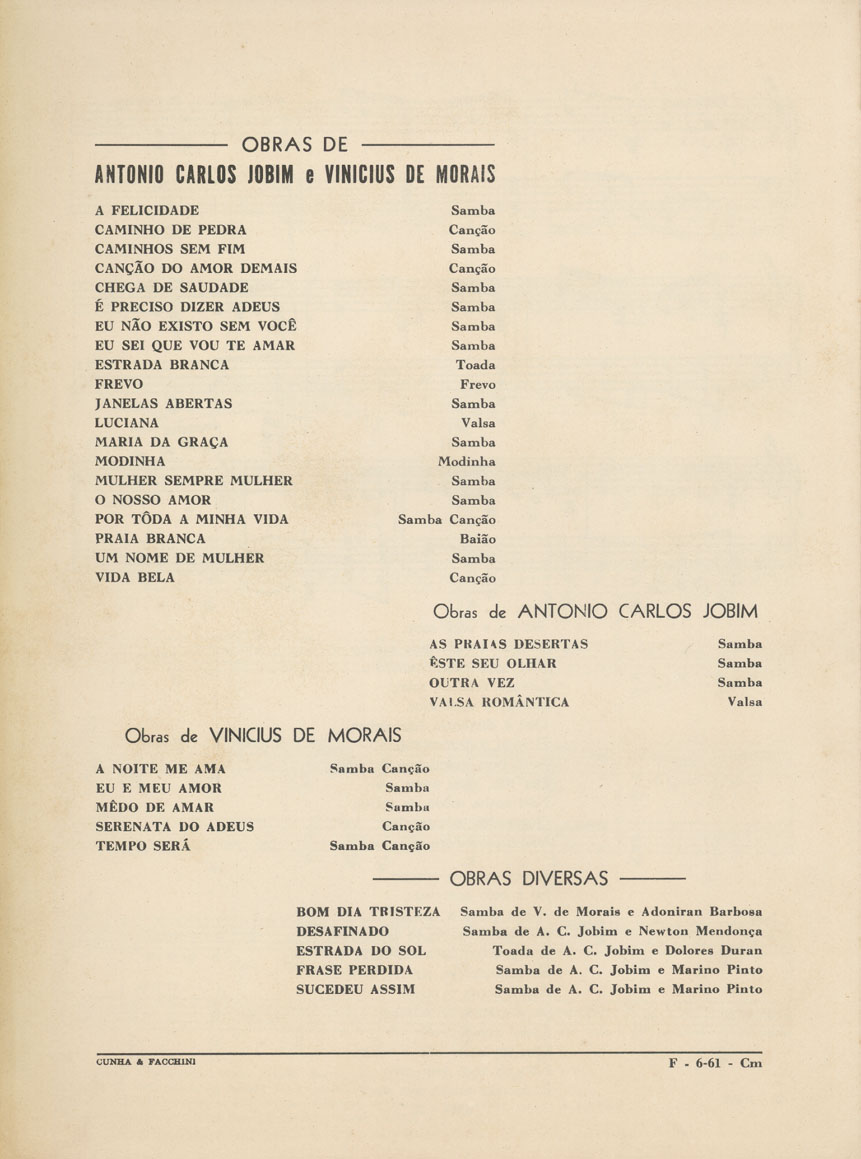 OBRAS DE
ANTONIO CARLOS JOBIM e VINICIUS DE MORAIS
A FELICIDADE Samba
CAMINHO DE PEDRA Canção
CAMINHOS SEM FIM Samba
CANÇÃO DO AMOR DEMAIS Canção
CHEGA DE SAUDADE Samba
É PRECISO DIZER ADEUS Samba
EU NÃO EXISTO SEM VOCÊ Samba
EU SEI QUE VOU TE AMAR Samba
ESTRADA BRANCA Toada
FREVO Frevo
JANELAS ABERTAS Samba
LUCIANA Valsa
MARIA DA GRAÇA Samba
MODINHA Modinha
MULHER SEMPRE MULHER Samba
O NOSSO AMOR Samba
POR TÔDA A MINHA VIDA Samba Canção
PRAIA BRANCA Baião
UM NOME DE MULHER Samba
VIDA BELA Canção
Obras de ANTONIO CARLOS JOBIM
AS PRAIAS DESERTAS Samba
ÊSTE SEU OLHAR Samba
OUTRA VEZ Samba
VALSA ROMÂNTICA Valsa
Obras de VINICIUS DE MORAIS
A NOITE ME AMA Samba Canção
EU E MEU AMOR Samba
MÊDO DE AMAR Samba
SERENATA DO ADEUS Canção
TEMPO SERÁ Samba Canção
OBRAS DIVERSAS
BOM DIA TRISTEZA Samba de V. de Morais e Adoniran Barbosa
DESAFINADO Samba de A. C. Jobim e Newton Mendonça
ESTRADA DO SOL Toada de A. C. Jobim e Dolores Duran
FRASE PERDIDA Samba de A. C. Jobim e Marino Pinto
SUCEDEU ASSIM Samba de A. C. Jobim e Marino Pinto
CUNHA & FACCHINI F - 6-61 - Cm